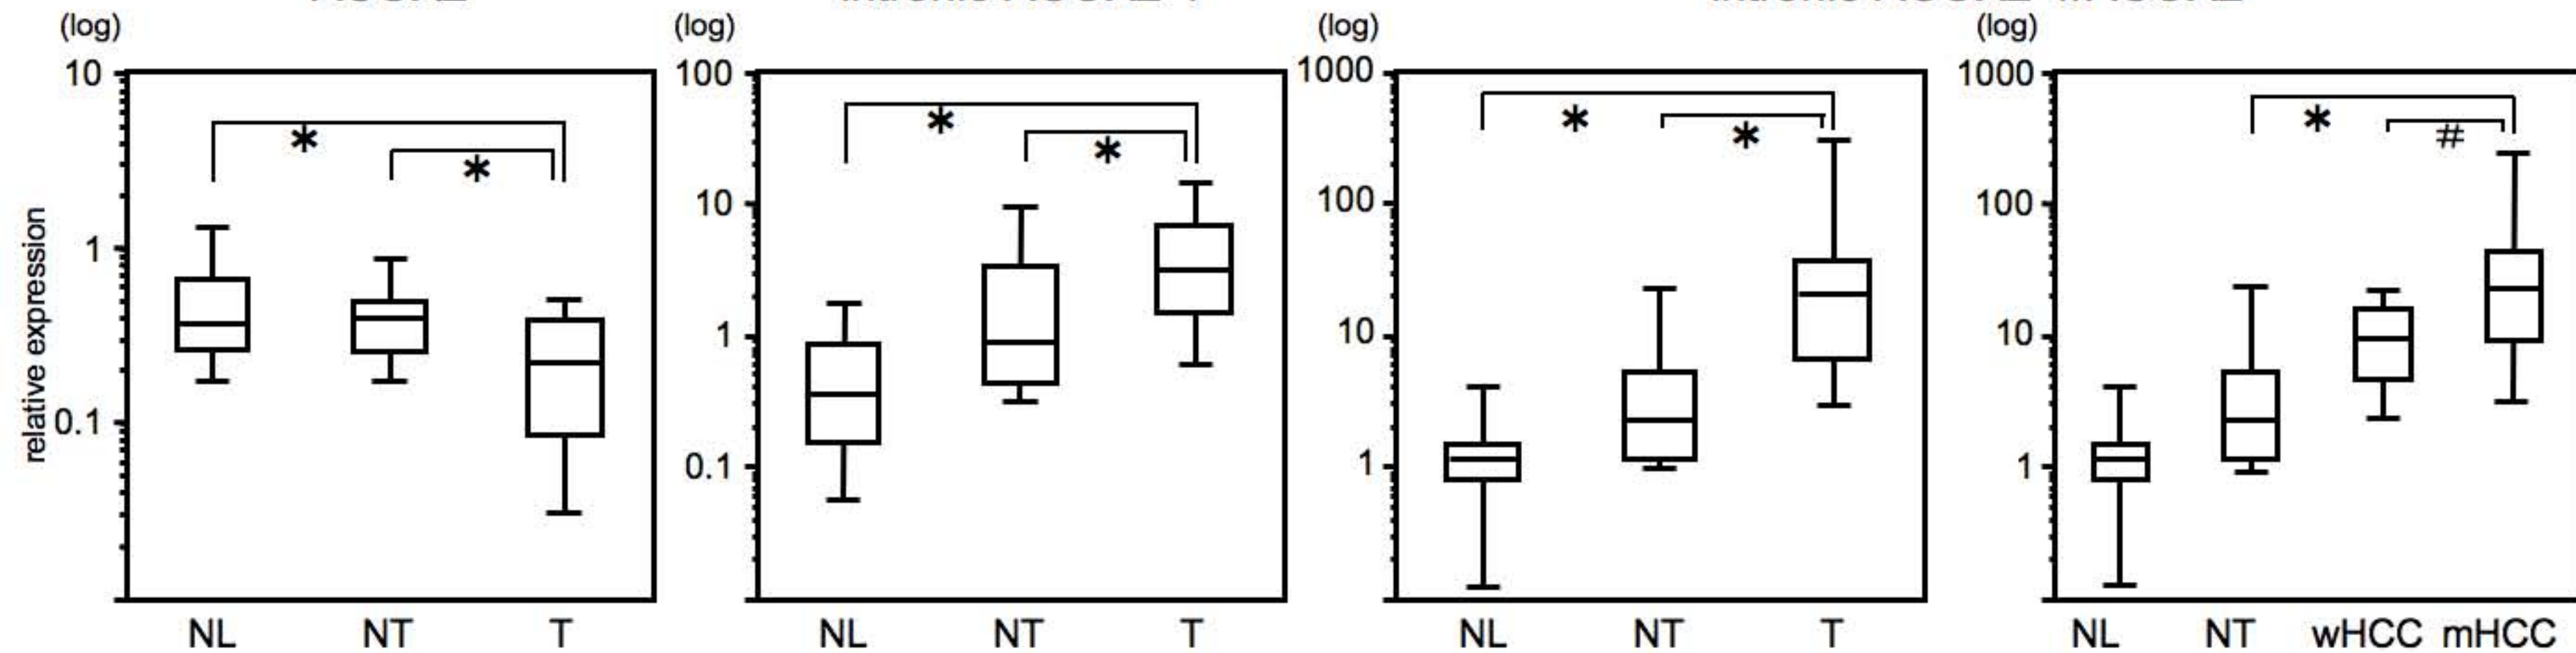 (log) (log) (log) (log)
10 100 1000 1000
1 10 100 100
0.1 1 10 10
0.1 1 1
relative expression
* * * * * * * #
NL NT T NL NT T NL NT T NL NT wHCC mHCC